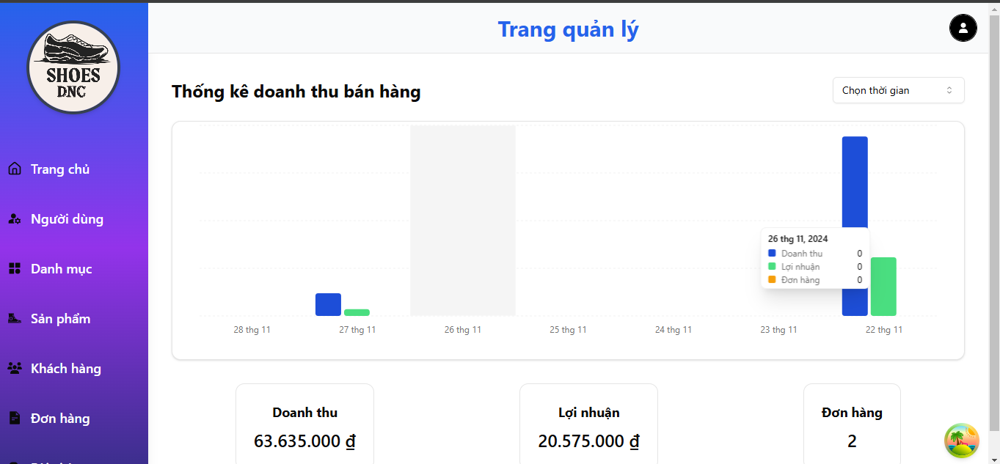 SHOES
DNC
Trang quản lý
Trang chủ
Người dùng
Danh mục
Sản phẩm
Khách hàng
Đơn hàng
Thống kê doanh thu bán hàng
Chọn thời gian
26 thg 11, 2024
Doanh thu 0
Lợi nhuận 0
Đơn hàng 0
28 thg 11
27 thg 11
26 thg 11
25 thg 11
24 thg 11
23 thg 11
22 thg 11
Doanh thu
63.635.000 ₫
Lợi nhuận
20.575.000 ₫
Đơn hàng
2